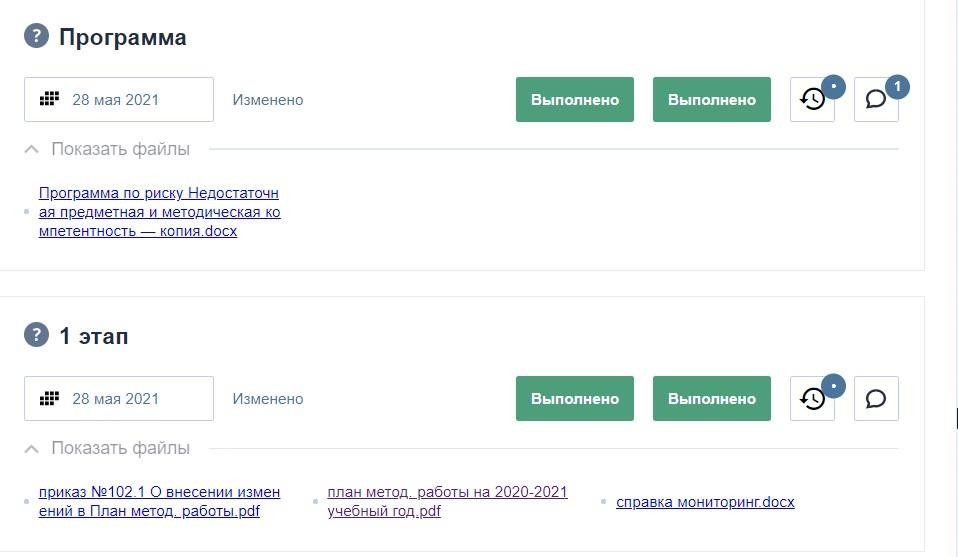 ? Программа
28 мая 2021 Изменено Выполнено Выполнено 1
Показать файлы
Программа по риску Недостаточн
ая предметная и методическая ко
мпетентность — копия.docx
? 1 этап
28 мая 2021 Изменено Выполнено Выполнено
Показать файлы
приказ №102.1 О внесении измен
ений в План метод. работы.pdf
план метод. работы на 2020-2021
учебный год.pdf
справка мониторинг.docx